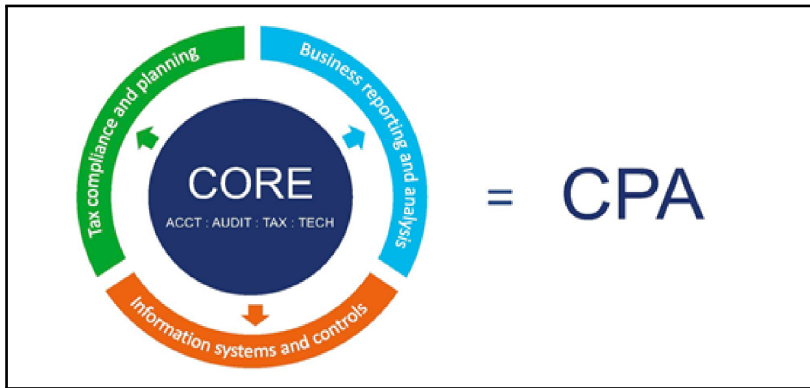 Tax compliance and planning
Business reporting and analysis
CORE
ACCT : AUDIT : TAX : TECH
Information systems and controls
= CPA